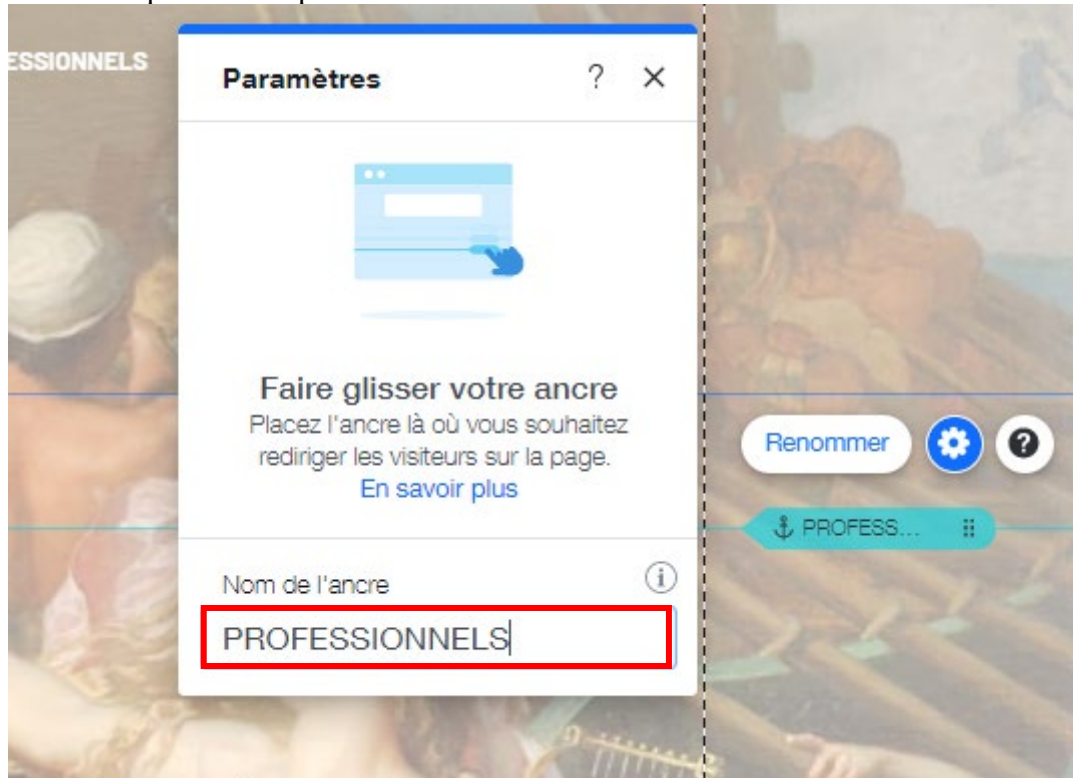 ESSIONNELS
Paramètres ?
Faire glisser votre ancre
Placez l'ancre là où vous souhaitez
rediriger les visiteurs sur la page.
En savoir plus
Renommer ?
PROFESS...
Nom de l'ancre i
PROFESSIONNELS